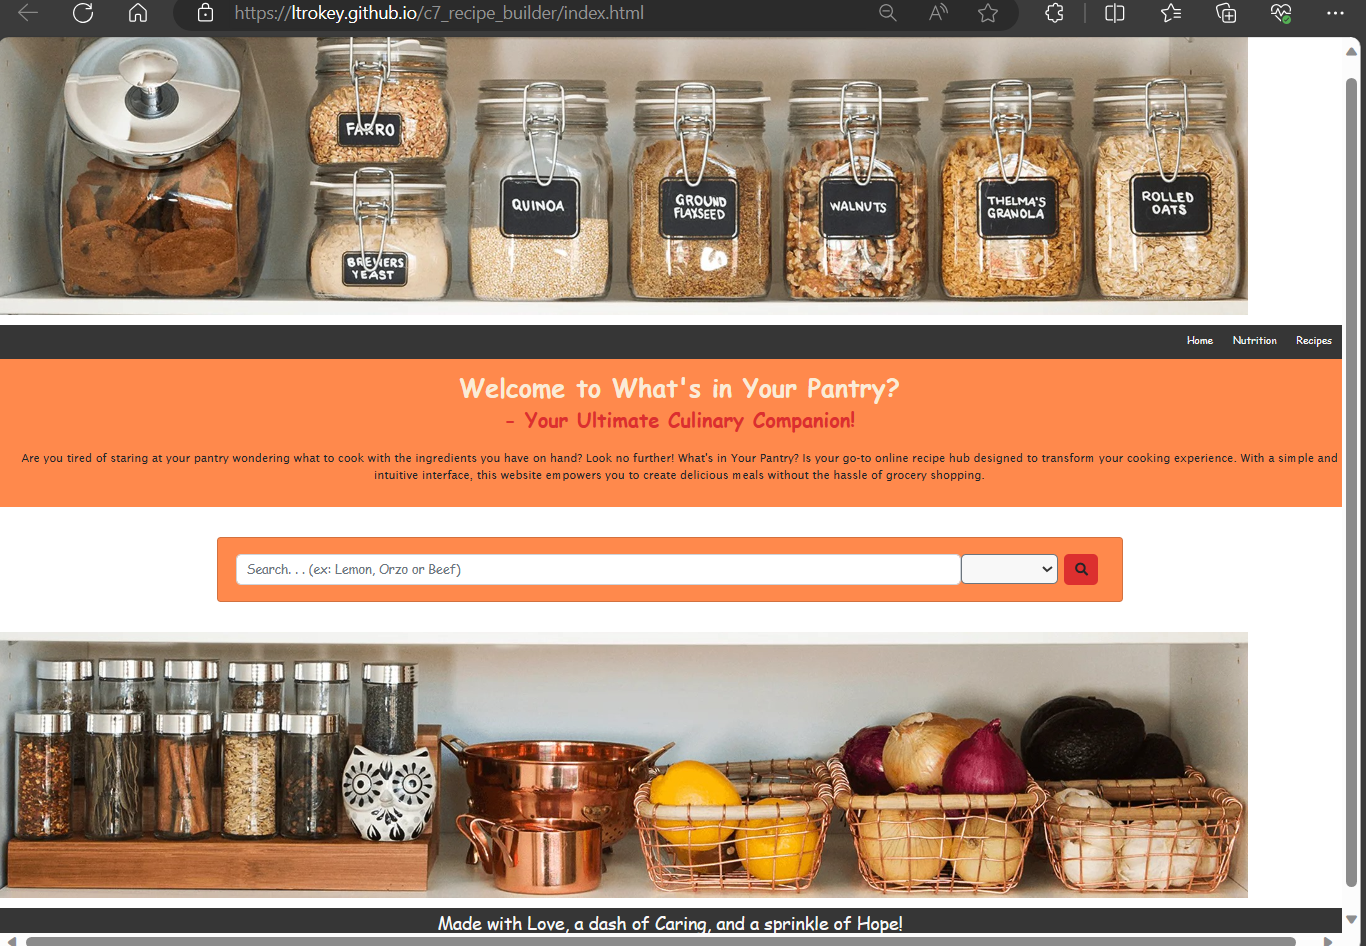 https://ltrokey.github.io/c7_recipe_builder/index.html
FARRO
BREWERS
YEAST
QUINOA
GROUND
FLAXSEED
WALNUTS
THELMA'S
GRANOLA
ROLLED
OATS
Home Nutrition Recipes
Welcome to What's in Your Pantry?
- Your Ultimate Culinary Companion!
Are you tired of staring at your pantry wondering what to cook with the ingredients you have on hand? Look no further! What's in Your Pantry? Is your go-to online recipe hub designed to transform your cooking experience. With a simple and
intuitive interface, this website empowers you to create delicious meals without the hassle of grocery shopping.
Search. . . (ex: Lemon, Orzo or Beef)
Made with Love, a dash of Caring, and a sprinkle of Hope!